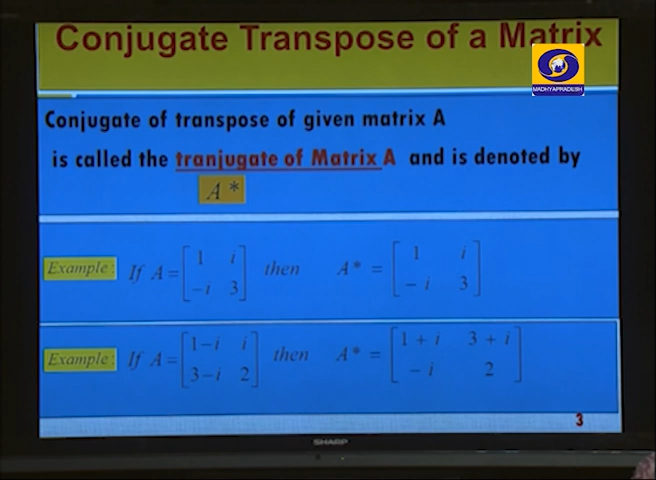 Conjugate Transpose of a Matrix
MADHYAPRADESH
Conjugate of transpose of given matrix A
is called the tranjugate of Matrix A and is denoted by
A*
Example: If A = [1 i; -i 3] then A* = [1 i; -i 3]
Example: If A = [1-i i; 3-i 2] then A* = [1+i 3+i; -i 2]
3
SHARP